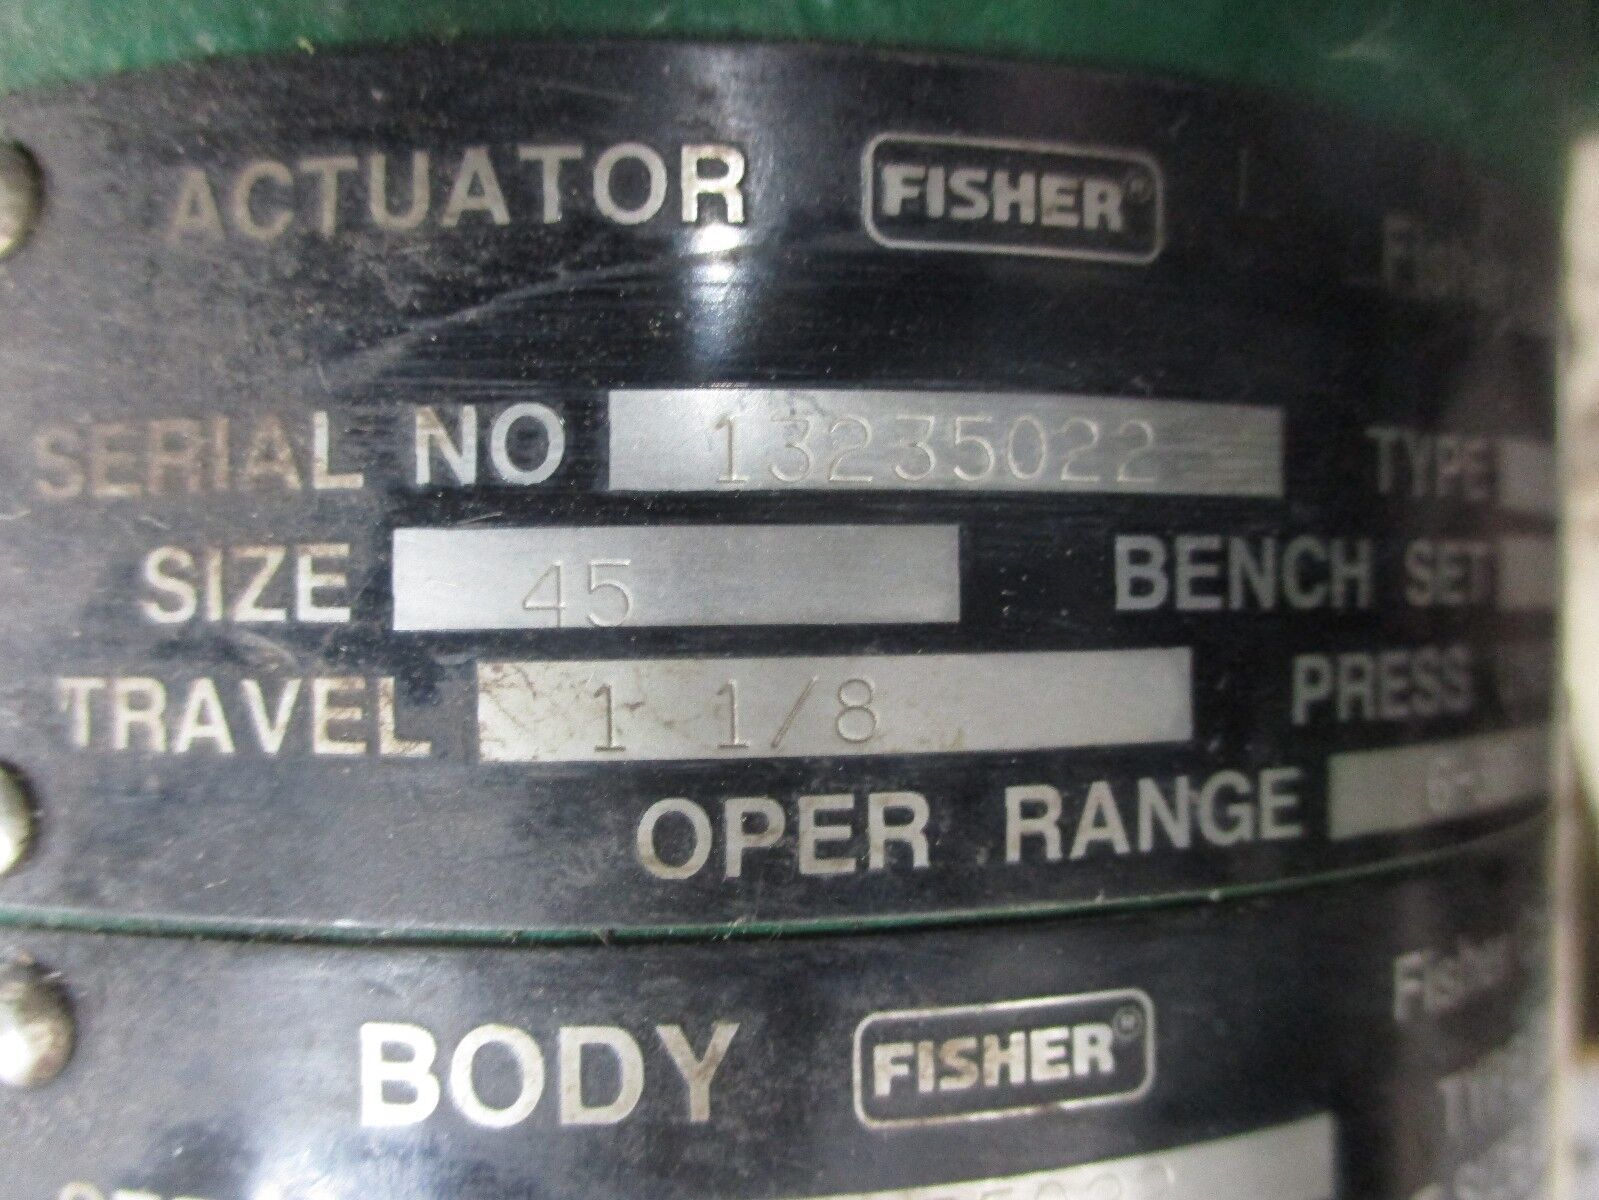 ACTUATOR FISHER
SERIAL NO 13235022 TYPE
SIZE 45 BENCH SET
TRAVEL 1 1/8 PRESS
OPER RANGE
BODY FISHER
Fisher